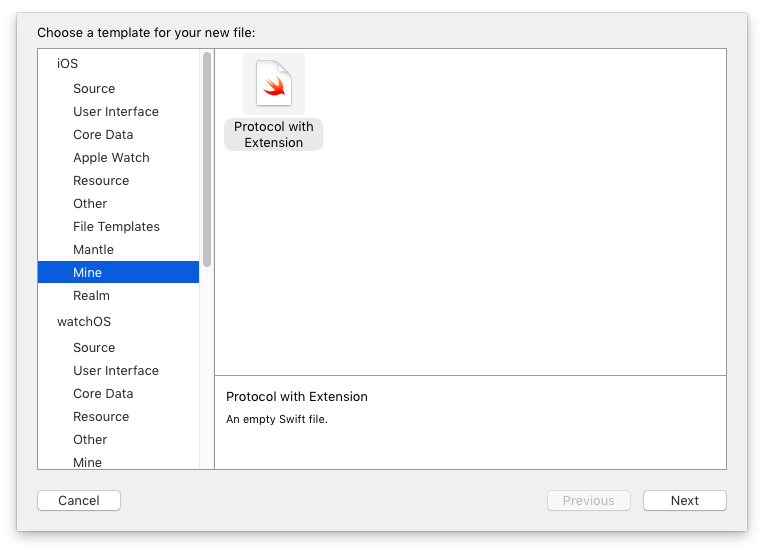 Choose a template for your new file:
iOS
Source
User Interface
Core Data
Apple Watch
Resource
Other
File Templates
Mantle
Mine
Realm
watchOS
Source
User Interface
Core Data
Resource
Other
Mine
Protocol with
Extension
Protocol with Extension
An empty Swift file.
Cancel
Previous
Next